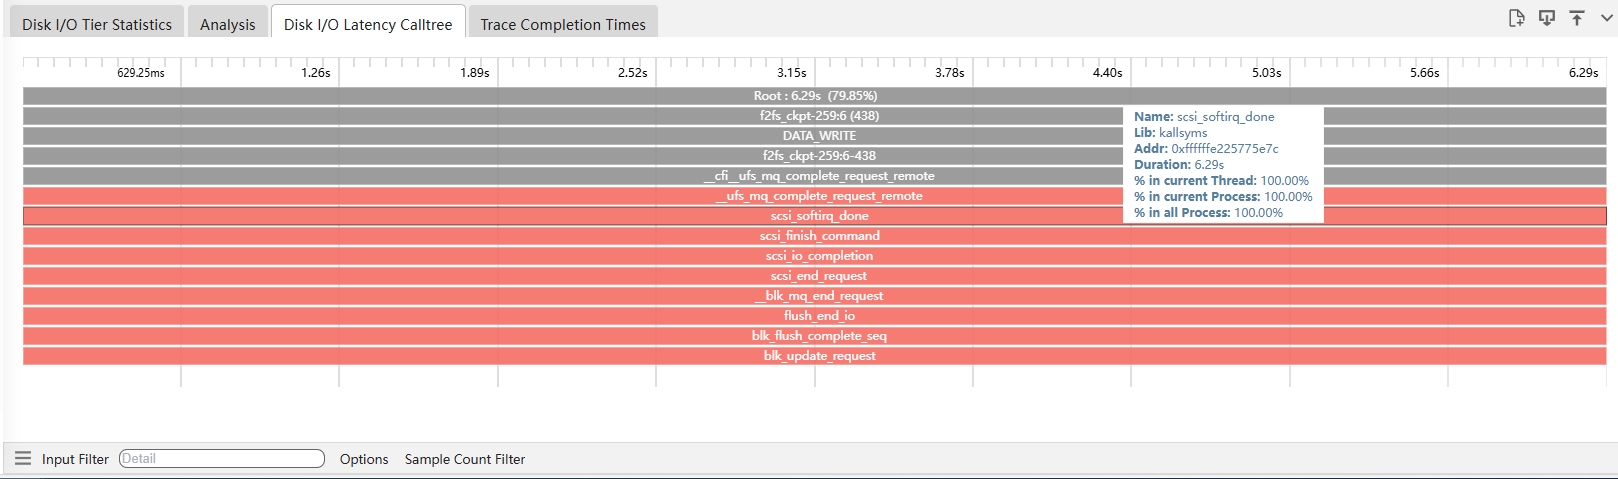 Disk I/O Tier Statistics Analysis Disk I/O Latency Calltree Trace Completion Times
629.25ms 1.26s 1.89s 2.52s 3.15s 3.78s 4.40s 5.03s 5.66s 6.29s
Root : 6.29s (79.85%)
f2fs_ckpt-259:6 (438)
DATA_WRITE
f2fs_ckpt-259:6-438
__cfi__ufs_mq_complete_request_remote
__ufs_mq_complete_request_remote
scsi_softirq_done
scsi_finish_command
scsi_io_completion
scsi_end_request
__blk_mq_end_request
flush_end_io
blk_flush_complete_seq
blk_update_request
Name: scsi_softirq_done
Lib: kallsyms
Addr: 0xffffffe225775e7c
Duration: 6.29s
% in current Thread: 100.00%
% in current Process: 100.00%
% in all Process: 100.00%
Input Filter Detail Options Sample Count Filter